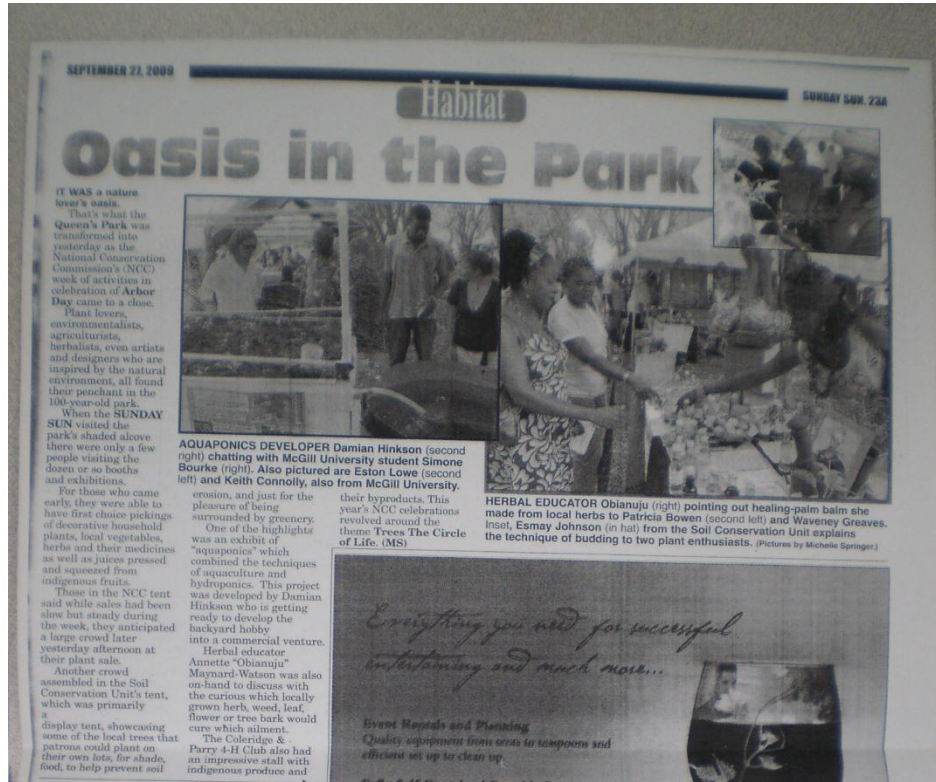 SEPTEMBER 27, 2009
SUNDAY SUN. 23A
Habitat
Oasis in the Park
IT WAS a nature
lover's oasis.
That's what the
Queen's Park was
transformed into
yesterday as the
National Conservation
Commission's (NCC)
week of activities in
celebration of Arbor
Day came to a close.
Plant lovers,
environmentalists,
agriculturists,
herbalists, even artists
and designers who are
inspired by the natural
environment, all found
their penchant in the
100-year-old park.
When the SUNDAY
SUN visited the
park's shaded alcove
there were only a few
people visiting the
dozen or so booths
and exhibitions.
For those who came
early, they were able to
have first choice pickings
of decorative household
plants, local vegetables,
herbs and their medicines
as well as juices pressed
and squeezed from
indigenous fruits.
Those in the NCC tent
said while sales had been
slow but steady during
the week, they anticipated
a large crowd later
yesterday afternoon at
their plant sale.
Another crowd
assembled in the Soil
Conservation Unit's tent,
which was primarily
a
display tent, showcasing
some of the local trees that
patrons could plant on
their own lots, for shade,
food, to help prevent soil
erosion, and just for the
pleasure of being
surrounded by greenery.
One of the highlights
was an exhibit of
"aquaponics" which
combined the techniques
of aquaculture and
hydroponics. This project
was developed by Damian
Hinkson who is getting
ready to develop the
backyard hobby
into a commercial venture.
Herbal educator
Annette "Obianuju"
Maynard-Watson was also
on-hand to discuss with
the curious which locally
grown herb, weed, leaf,
flower or tree bark would
cure which ailment.
The Coleridge &
Parry 4-H Club also had
an impressive stall with
indigenous produce and
their byproducts. This
year's NCC celebrations
revolved around the
theme Trees The Circle
of Life. (MS)
AQUAPONICS DEVELOPER Damian Hinkson (second
right) chatting with McGill University student Simone
Bourke (right). Also pictured are Eston Lowe (second
left) and Keith Connolly, also from McGill University.
HERBAL EDUCATOR Obianuju (right) pointing out healing-palm balm she
made from local herbs to Patricia Bowen (second left) and Waveney Greaves.
Inset, Esmay Johnson (in hat) from the Soil Conservation Unit explains
the technique of budding to two plant enthusiasts. (Pictures by Michelle Springer.)
Everything you need for successful
entertaining and much more...
Event Rentals and Planning
Quality equipment from tents to teaspoons and
efficient set up to clean up.